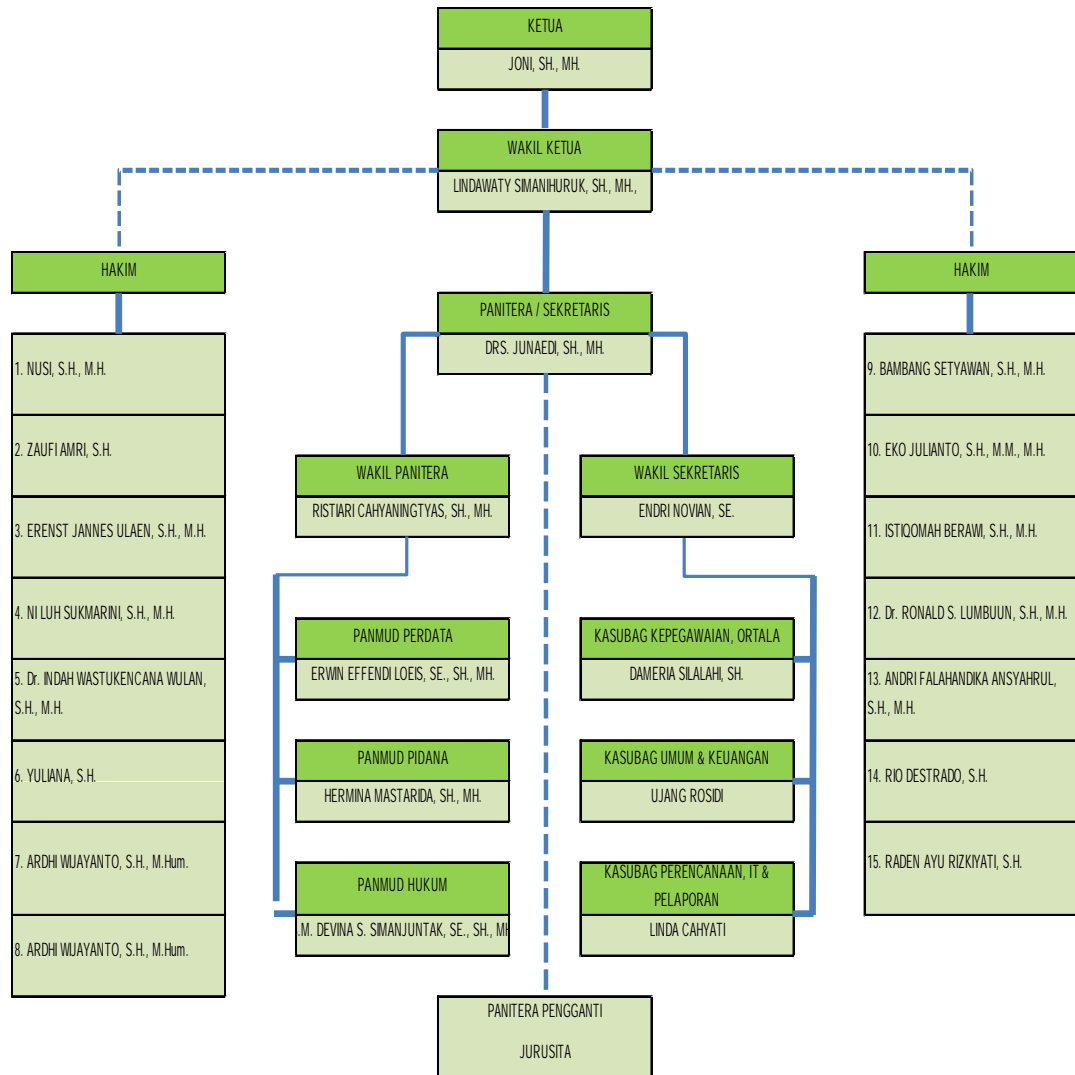 KETUA
JONI, SH., MH.
WAKIL KETUA
LINDAWATY SIMANIHURUK, SH., MH.,
HAKIM
1. NUSI, S.H., M.H.
2. ZAUFI AMRI, S.H.
3. ERENST JANNES ULAEN, S.H., M.H.
4. NI LUH SUKMARINI, S.H., M.H.
5. Dr. INDAH WASTUKENCANA WULAN,
S.H., M.H.
6. YULIANA, S.H.
7. ARDHI WIJAYANTO, S.H., M.Hum.
8. ARDHI WIJAYANTO, S.H., M.Hum.
PANITERA / SEKRETARIS
DRS. JUNAEDI, SH., MH.
WAKIL PANITERA
RISTIARI CAHYANINGTYAS, SH., MH.
PANMUD PERDATA
ERWIN EFFENDI LOEIS, SE., SH., MH.
PANMUD PIDANA
HERMINA MASTARIDA, SH., MH.
PANMUD HUKUM
.M. DEVINA S. SIMANJUNTAK, SE., SH., MH
WAKIL SEKRETARIS
ENDRI NOVIAN, SE.
KASUBAG KEPEGAWAIAN, ORTALA
DAMERIA SILALAHI, SH.
KASUBAG UMUM & KEUANGAN
UJANG ROSIDI
KASUBAG PERENCANAAN, IT &
PELAPORAN
LINDA CAHYATI
PANITERA PENGGANTI
JURUSITA
HAKIM
9. BAMBANG SETYAWAN, S.H., M.H.
10. EKO JULIANTO, S.H., M.M., M.H.
11. ISTIQOMAH BERAWI, S.H., M.H.
12. Dr. RONALD S. LUMBUUN, S.H., M.H.
13. ANDRI FALAHANDIKA ANSYAHRUL,
S.H., M.H.
14. RIO DESTRADO, S.H.
15. RADEN AYU RIZKIYATI, S.H.